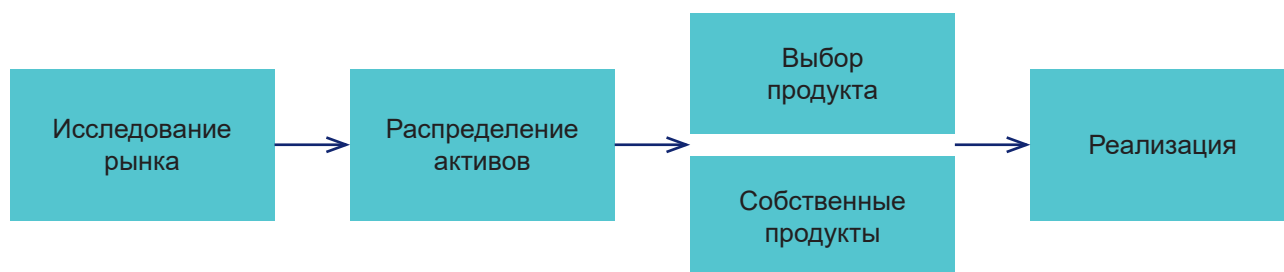 Исследование
рынка
Распределение
активов
Выбор
продукта
Собственные
продукты
Реализация